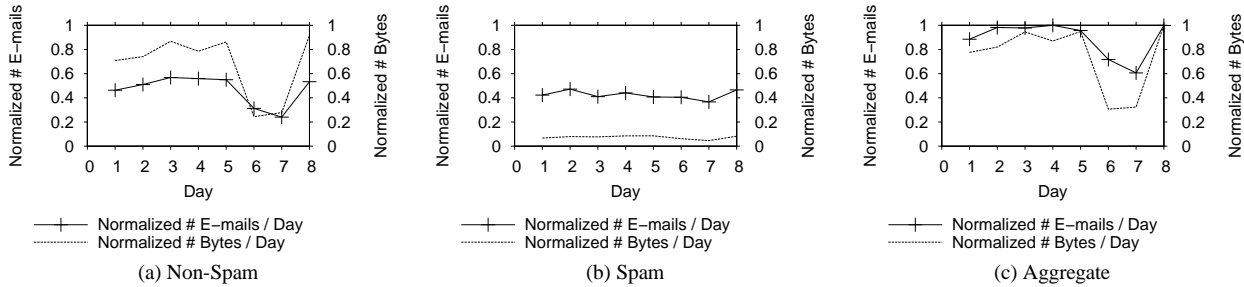 Normalized # E−mails
1
0.8
0.6
0.4
0.2
0
0 1 2 3 4 5 6 7 8
Day
1
0.8
0.6
0.4
0.2
0
Normalized # Bytes
Normalized # E−mails / Day
Normalized # Bytes / Day
(a) Non-Spam
Normalized # E−mails
1
0.8
0.6
0.4
0.2
0
0 1 2 3 4 5 6 7 8
Day
1
0.8
0.6
0.4
0.2
0
Normalized # Bytes
Normalized # E−mails / Day
Normalized # Bytes / Day
(b) Spam
Normalized # E−mails
1
0.8
0.6
0.4
0.2
0
0 1 2 3 4 5 6 7 8
Day
1
0.8
0.6
0.4
0.2
0
Normalized # Bytes
Normalized # E−mails / Day
Normalized # Bytes / Day
(c) Aggregate